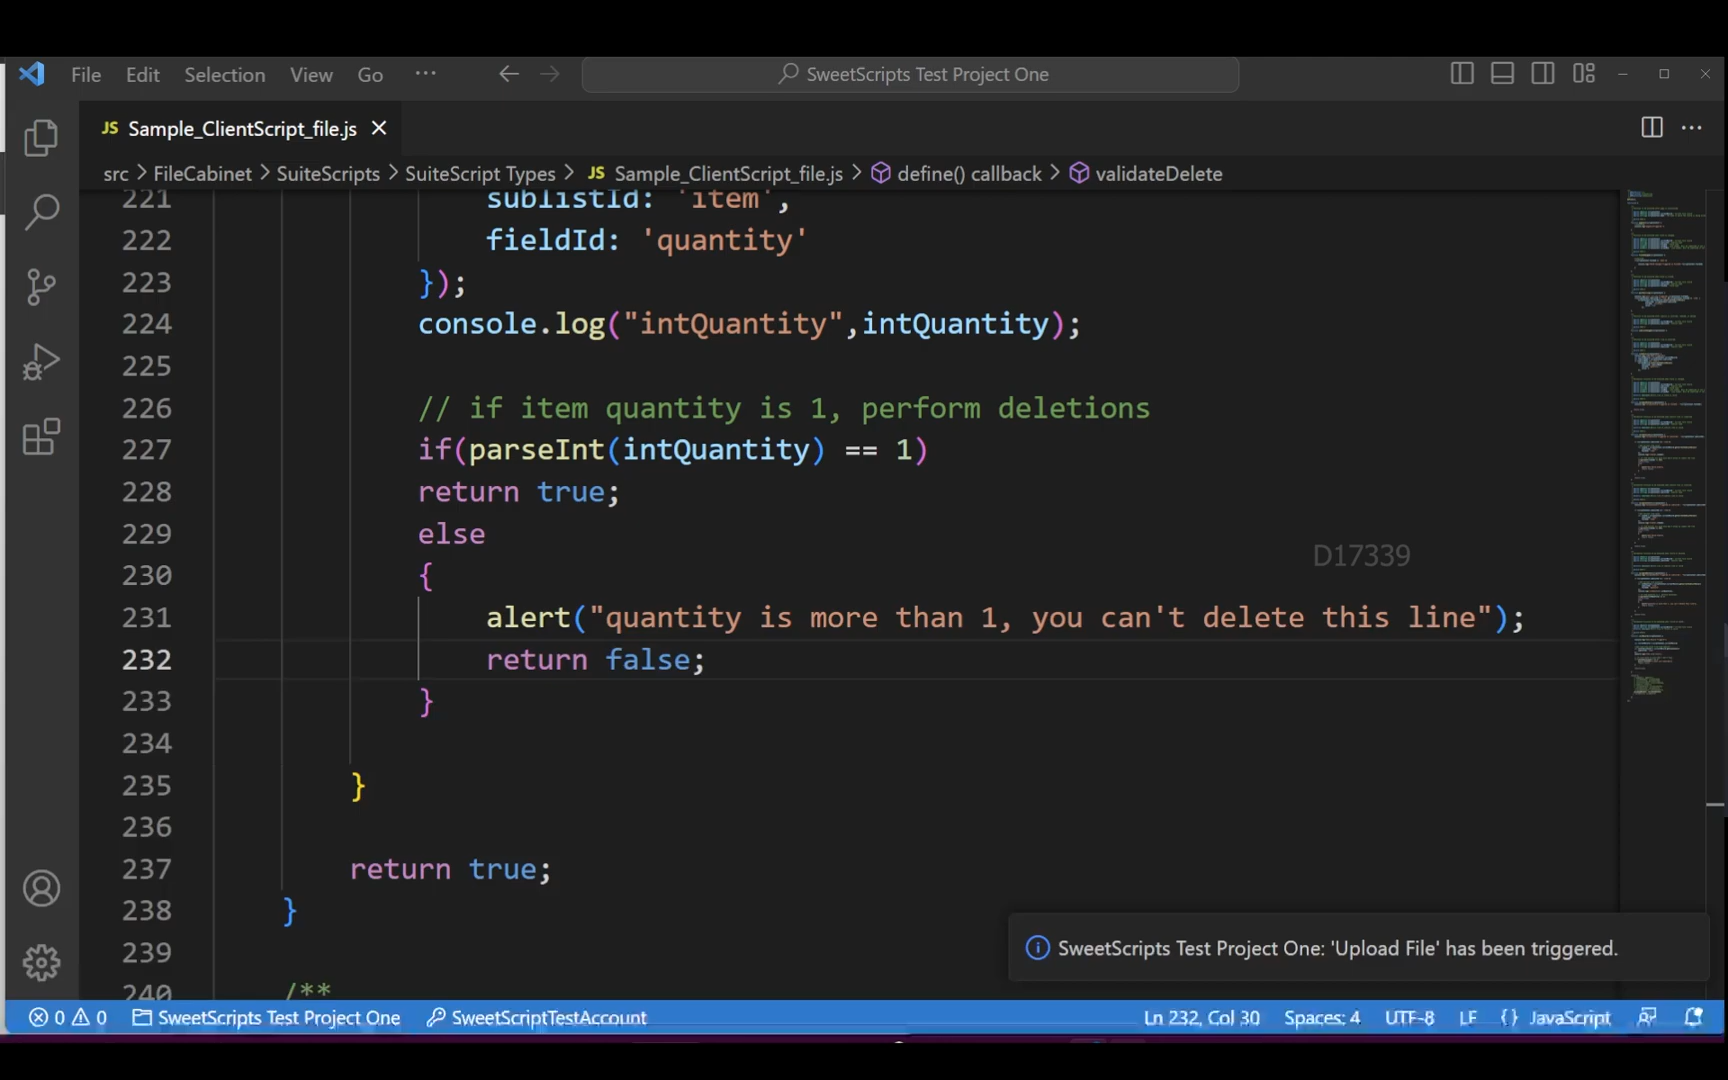 File Edit Selection View Go ··· SweetScripts Test Project One
JS Sample_ClientScript_file.js
src > FileCabinet > SuiteScripts > SuiteScript Types > JS Sample_ClientScript_file.js > define() callback > validateDelete
221 sublistId: 'item',
222 fieldId: 'quantity'
223 });
224 console.log("intQuantity",intQuantity);
225
226 // if item quantity is 1, perform deletions
227 if(parseInt(intQuantity) == 1)
228 return true;
229 else
D17339
230 {
231 alert("quantity is more than 1, you can't delete this line");
232 return false;
233 }
234
235 }
236
237 return true;
238 }
239
SweetScripts Test Project One: 'Upload File' has been triggered.
240 /**
0 0 SweetScripts Test Project One SweetScriptTestAccount Ln 232, Col 30 Spaces: 4 UTF-8 LF {} JavaScript